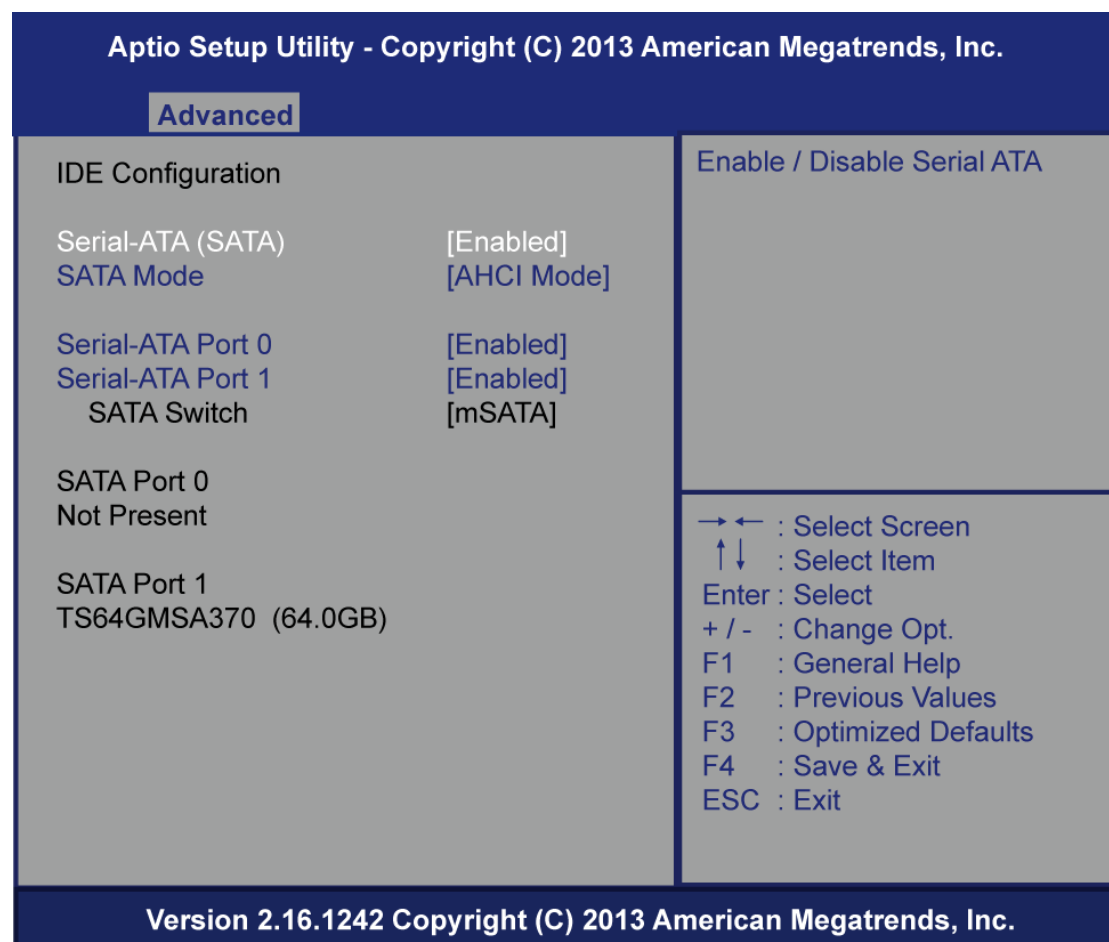 Aptio Setup Utility - Copyright (C) 2013 American Megatrends, Inc.
Advanced
IDE Configuration
Serial-ATA (SATA) [Enabled]
SATA Mode [AHCI Mode]
Serial-ATA Port 0 [Enabled]
Serial-ATA Port 1 [Enabled]
SATA Switch [mSATA]
SATA Port 0
Not Present
SATA Port 1
TS64GMSA370 (64.0GB)
Enable / Disable Serial ATA
→ ← : Select Screen
↑↓ : Select Item
Enter : Select
+ / - : Change Opt.
F1 : General Help
F2 : Previous Values
F3 : Optimized Defaults
F4 : Save & Exit
ESC : Exit
Version 2.16.1242 Copyright (C) 2013 American Megatrends, Inc.